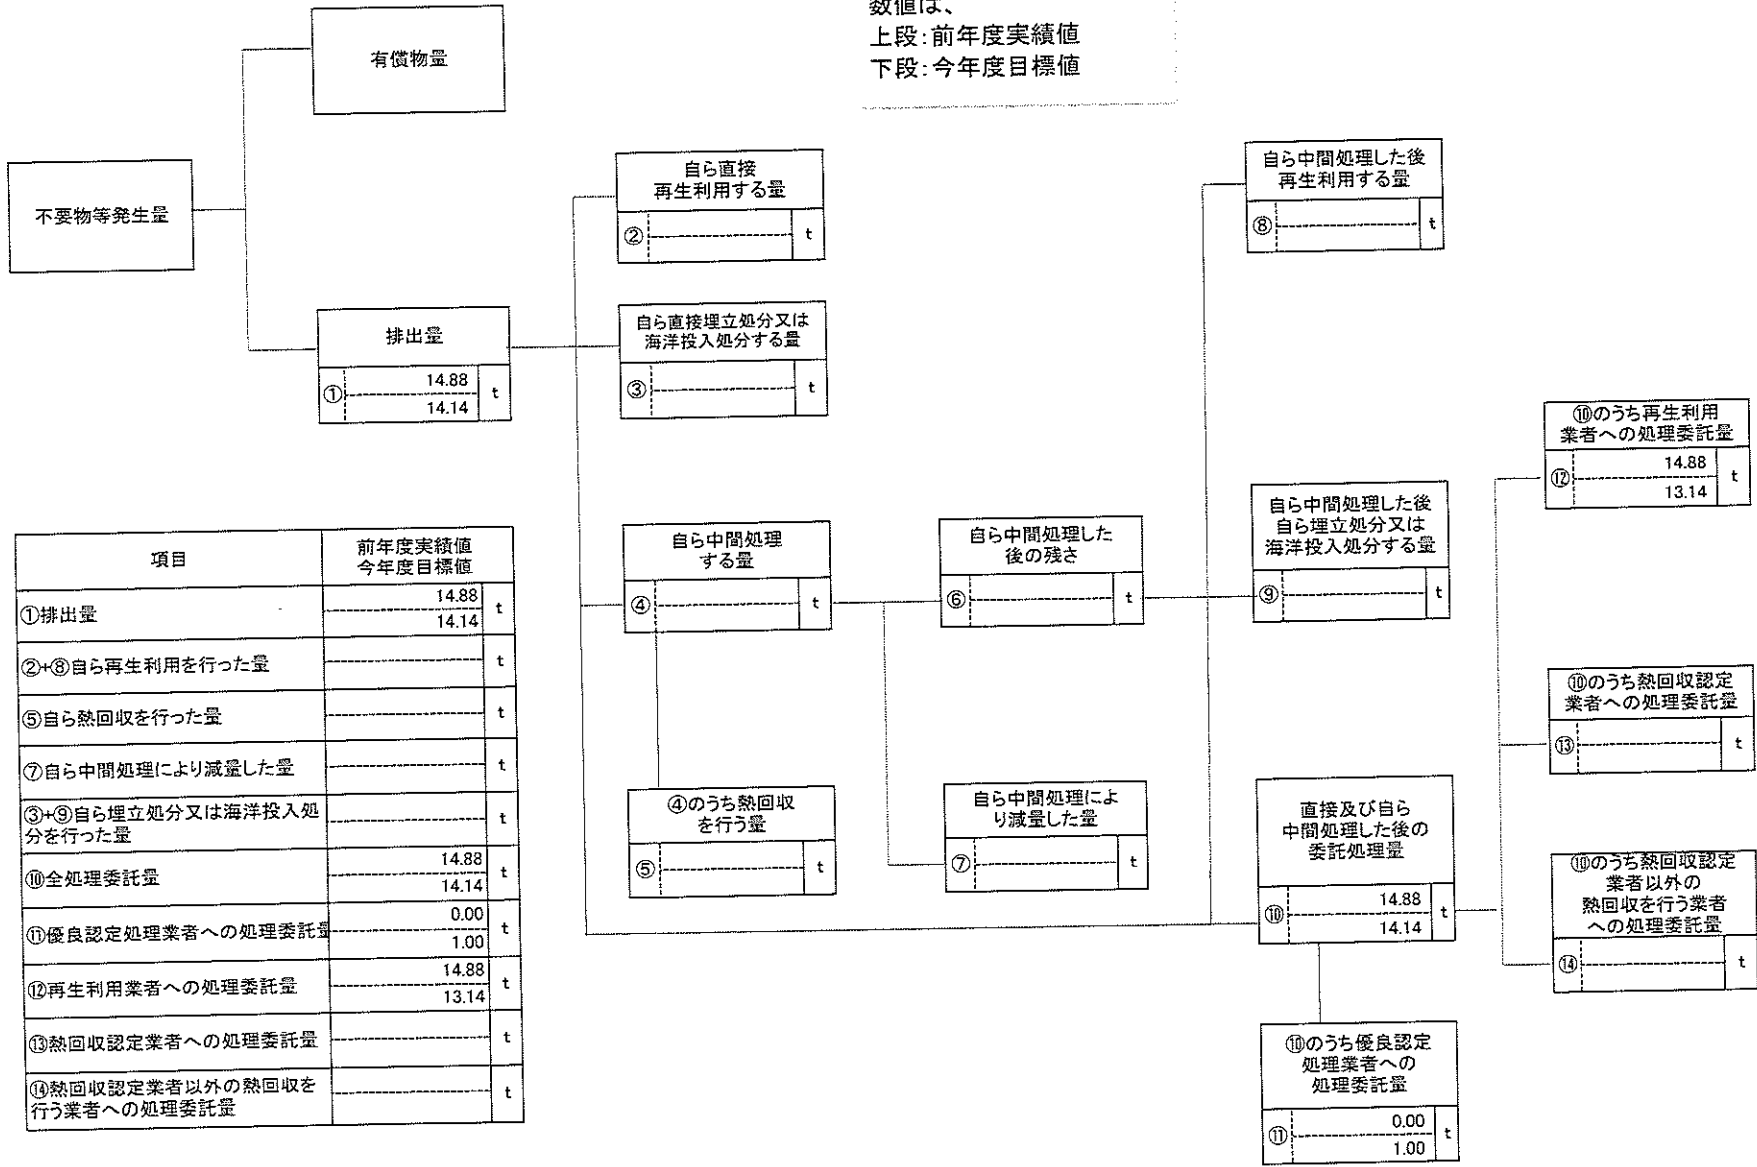 数値は、
上段:前年度実績値
下段:今年度目標値
有償物量
不要物等発生量
排出量
①
14.88
14.14
t
自ら直接
再生利用する量
②
t
自ら直接埋立処分又は
海洋投入処分する量
③
t
自ら中間処理
する量
④
t
④のうち熱回収
を行う量
⑤
t
自ら中間処理した
後の残さ
⑥
t
自ら中間処理によ
り減量した量
⑦
t
自ら中間処理した後
再生利用する量
⑧
t
自ら中間処理した後
自ら埋立処分又は
海洋投入処分する量
⑨
t
直接及び自ら
中間処理した後の
委託処理量
⑩
14.88
14.14
t
⑩のうち優良認定
処理業者への
処理委託量
⑪
0.00
1.00
t
⑩のうち再生利用
業者への処理委託量
⑫
14.88
13.14
t
⑩のうち熱回収認定
業者への処理委託量
⑬
t
⑩のうち熱回収認定
業者以外の
熱回収を行う業者
への処理委託量
⑭
t
項目
前年度実績値
今年度目標値
①排出量
14.88
14.14
t
②+⑧自ら再生利用を行った量
t
⑤自ら熱回収を行った量
t
⑦自ら中間処理により減量した量
t
③+⑨自ら埋立処分又は海洋投入処
分を行った量
t
⑩全処理委託量
14.88
14.14
t
⑪優良認定処理業者への処理委託量
0.00
1.00
t
⑫再生利用業者への処理委託量
14.88
13.14
t
⑬熱回収認定業者への処理委託量
t
⑭熱回収認定業者以外の熱回収を
行う業者への処理委託量
t